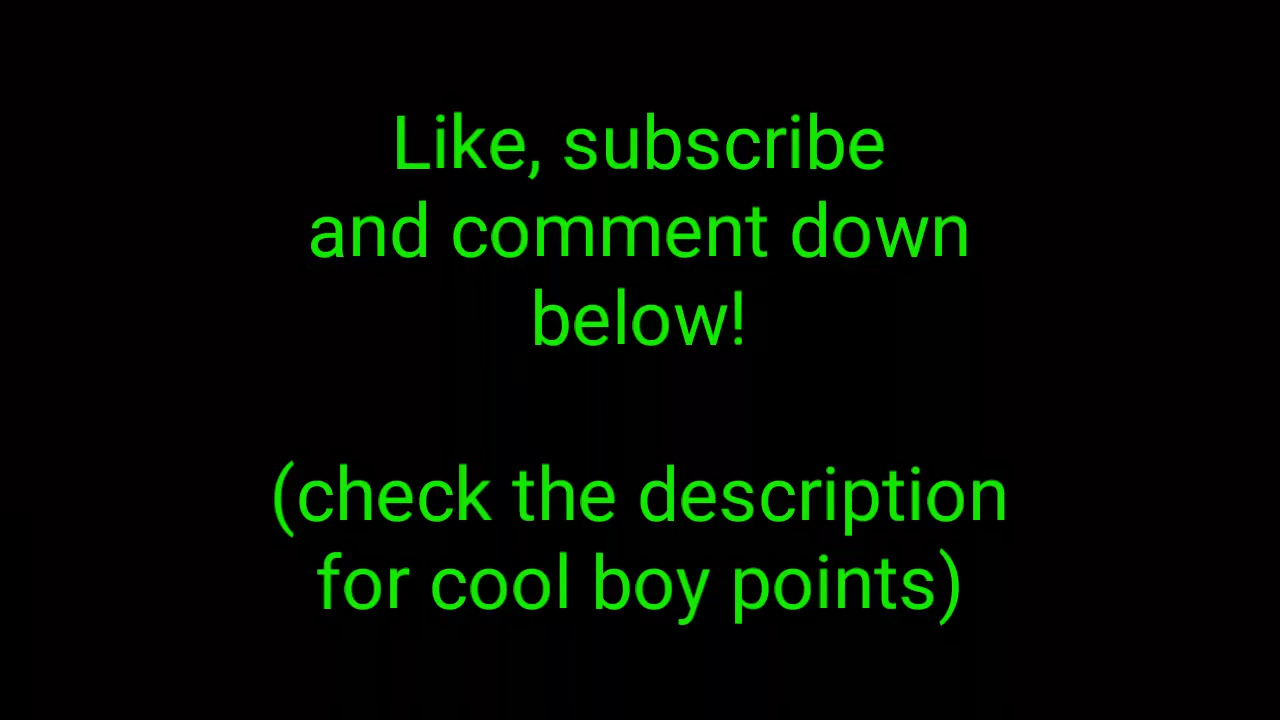 Like, subscribe
and comment down
below!
(check the description
for cool boy points)